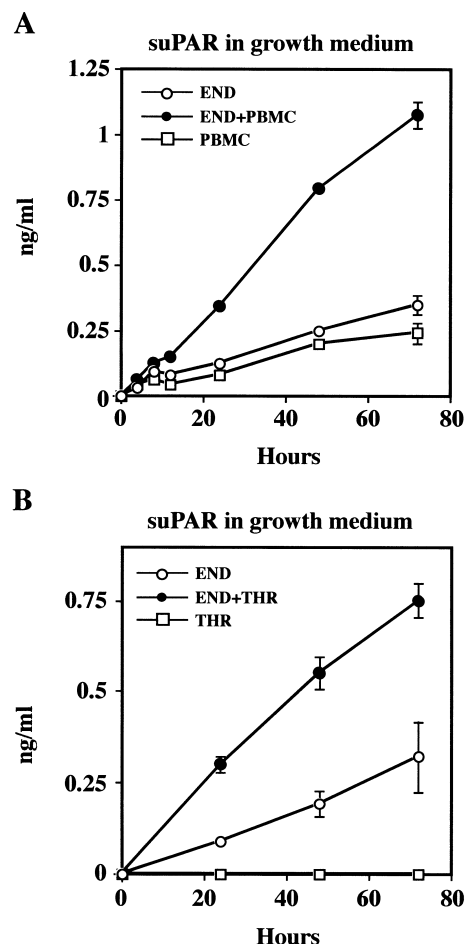 A
suPAR in growth medium
1.25
1
0.75
0.5
0.25
0
ng/ml
END
END+PBMC
PBMC
0 20 40 60 80
Hours
B
suPAR in growth medium
0.75
0.5
0.25
0
ng/ml
END
END+THR
THR
0 20 40 60 80
Hours